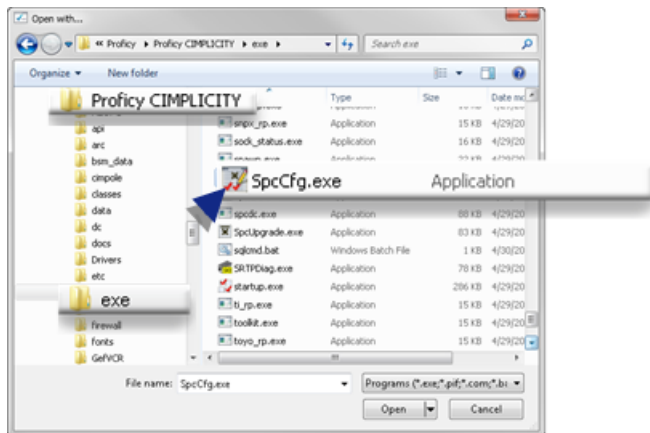 Open with...
« Proficy ▸ Proficy CIMPLICITY ▸ exe ▸
Search exe
Organize ▾ New folder
Type Size Date mc
Proficy CIMPLICITY
api
arc
bsm_data
cimpole
classes
data
dc
docs
Drivers
etc
exe
firewall
fonts
GefVCR
snpx_rp.exe Application 15 KB 4/29/20
sock_status.exe Application 16 KB 4/29/20
SpcCfg.exe Application
spcdc.exe Application 88 KB 4/29/20
SpcUpgrade.exe Application 83 KB 4/29/20
sqlcmd.bat Windows Batch File 1 KB 4/30/20
SRTPDiag.exe Application 78 KB 4/29/20
startup.exe Application 286 KB 4/29/20
ti_rp.exe Application 15 KB 4/29/20
toolkit.exe Application 15 KB 4/29/20
toyo_rp.exe Application 15 KB 4/29/20
File name: SpcCfg.exe
Programs (*.exe;*.pif;*.com;*.ba
Open Cancel